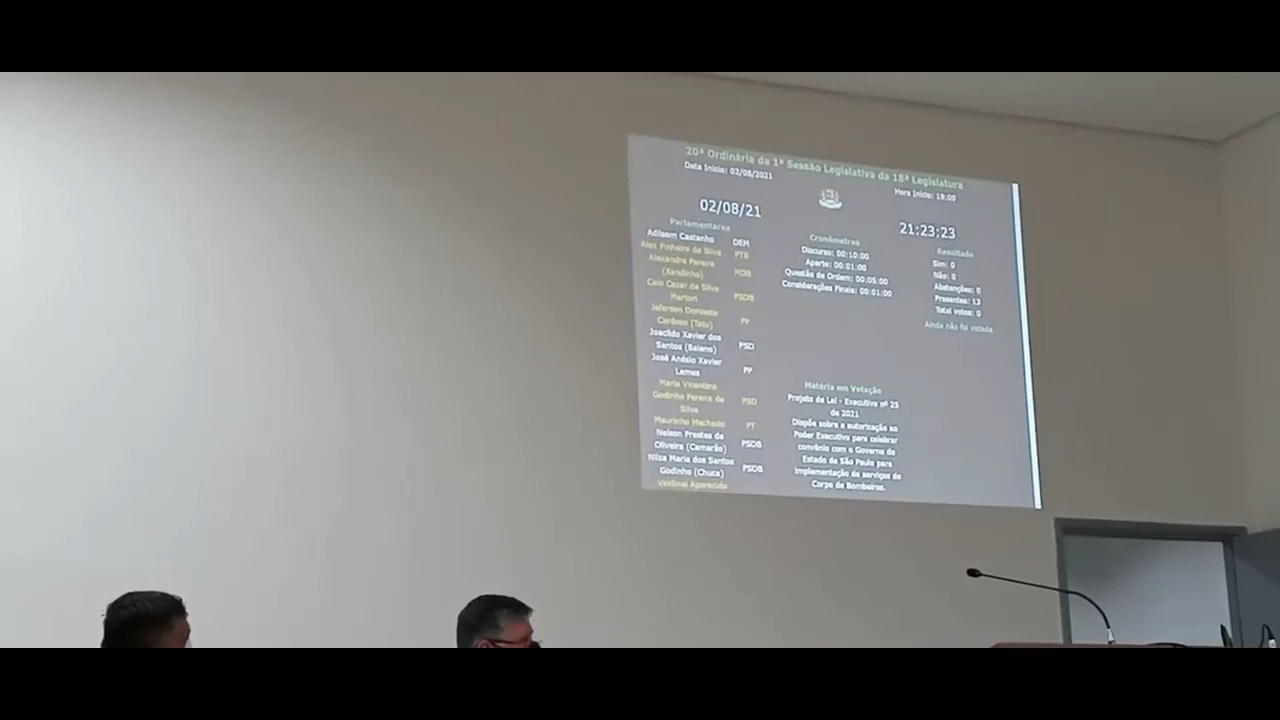 20ª Ordinária da 1ª Sessão Legislativa da 18ª Legislatura
Data Início: 02/08/2021
Hora Início: 19:00
02/08/21
21:23:23
Parlamentares
Adilsom Castanho DEM
Alex Pinheiro da Silva PTB
Alexandre Pereira
(Xandinho) MDB
Caio Cezar da Silva
Martori PSDB
Jeferson Donisete
Cardoso (Tatu) PP
Joacildo Xavier dos
Santos (Baiano) PSD
José Anésio Xavier
Lemes PP
Maria Vicentina
Godinho Pereira da
Silva PSD
Maurinho Machado PT
Nelson Prestes de
Oliveira (Camarão) PSDB
Nilza Maria dos Santos
Godinho (Chuca) PSDB
Valdinei Aparecido
Cronômetros
Discurso: 00:10:00
Aparte: 00:01:00
Questão de Ordem: 00:05:00
Considerações Finais: 00:01:00
Resultado
Sim: 0
Não: 0
Abstenções: 0
Presentes: 13
Total votos: 0
Ainda não foi votada
Matéria em Votação
Projeto de Lei - Executivo nº 25
de 2021
Dispõe sobre a autorização ao
Poder Executivo para celebrar
convênio com o Governo do
Estado de São Paulo para
implementação de serviços de
Corpo de Bombeiros.